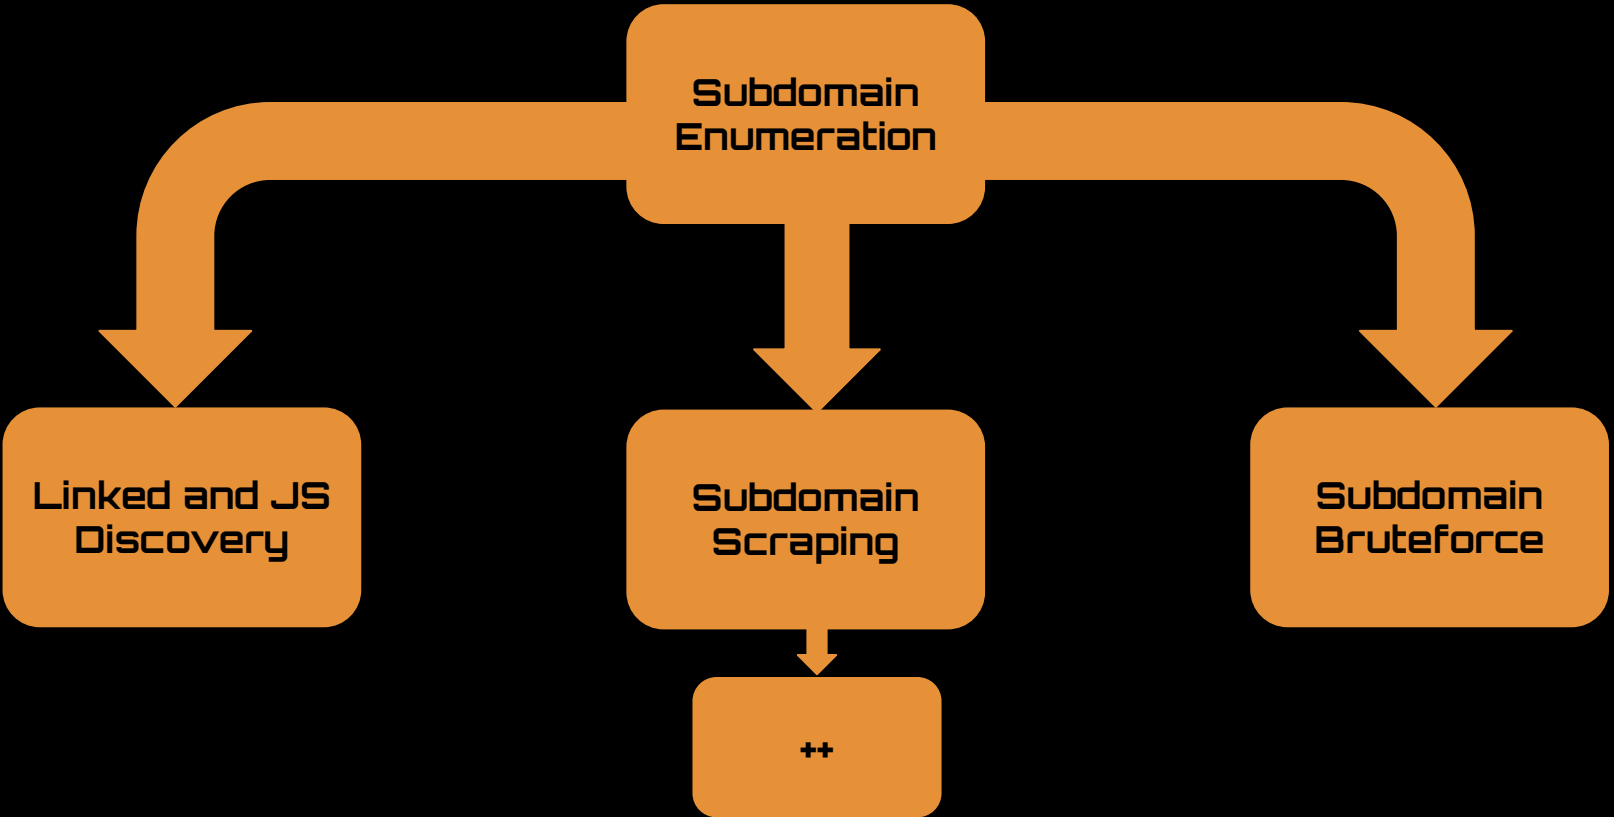 Subdomain
Enumeration
Linked and JS
Discovery
Subdomain
Scraping
Subdomain
Bruteforce
++